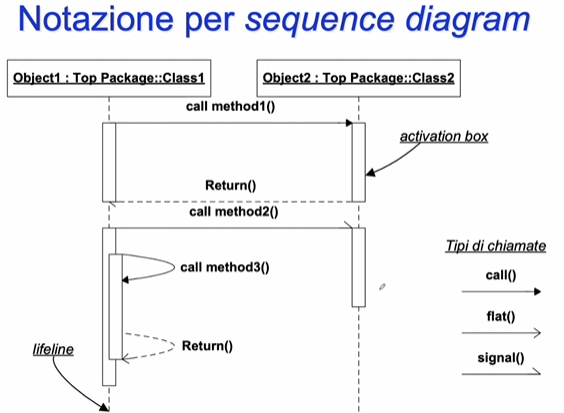 Notazione per sequence diagram
Object1 : Top Package::Class1
Object2 : Top Package::Class2
call method1()
activation box
Return()
call method2()
Tipi di chiamate
call method3()
call()
flat()
Return()
lifeline
signal()